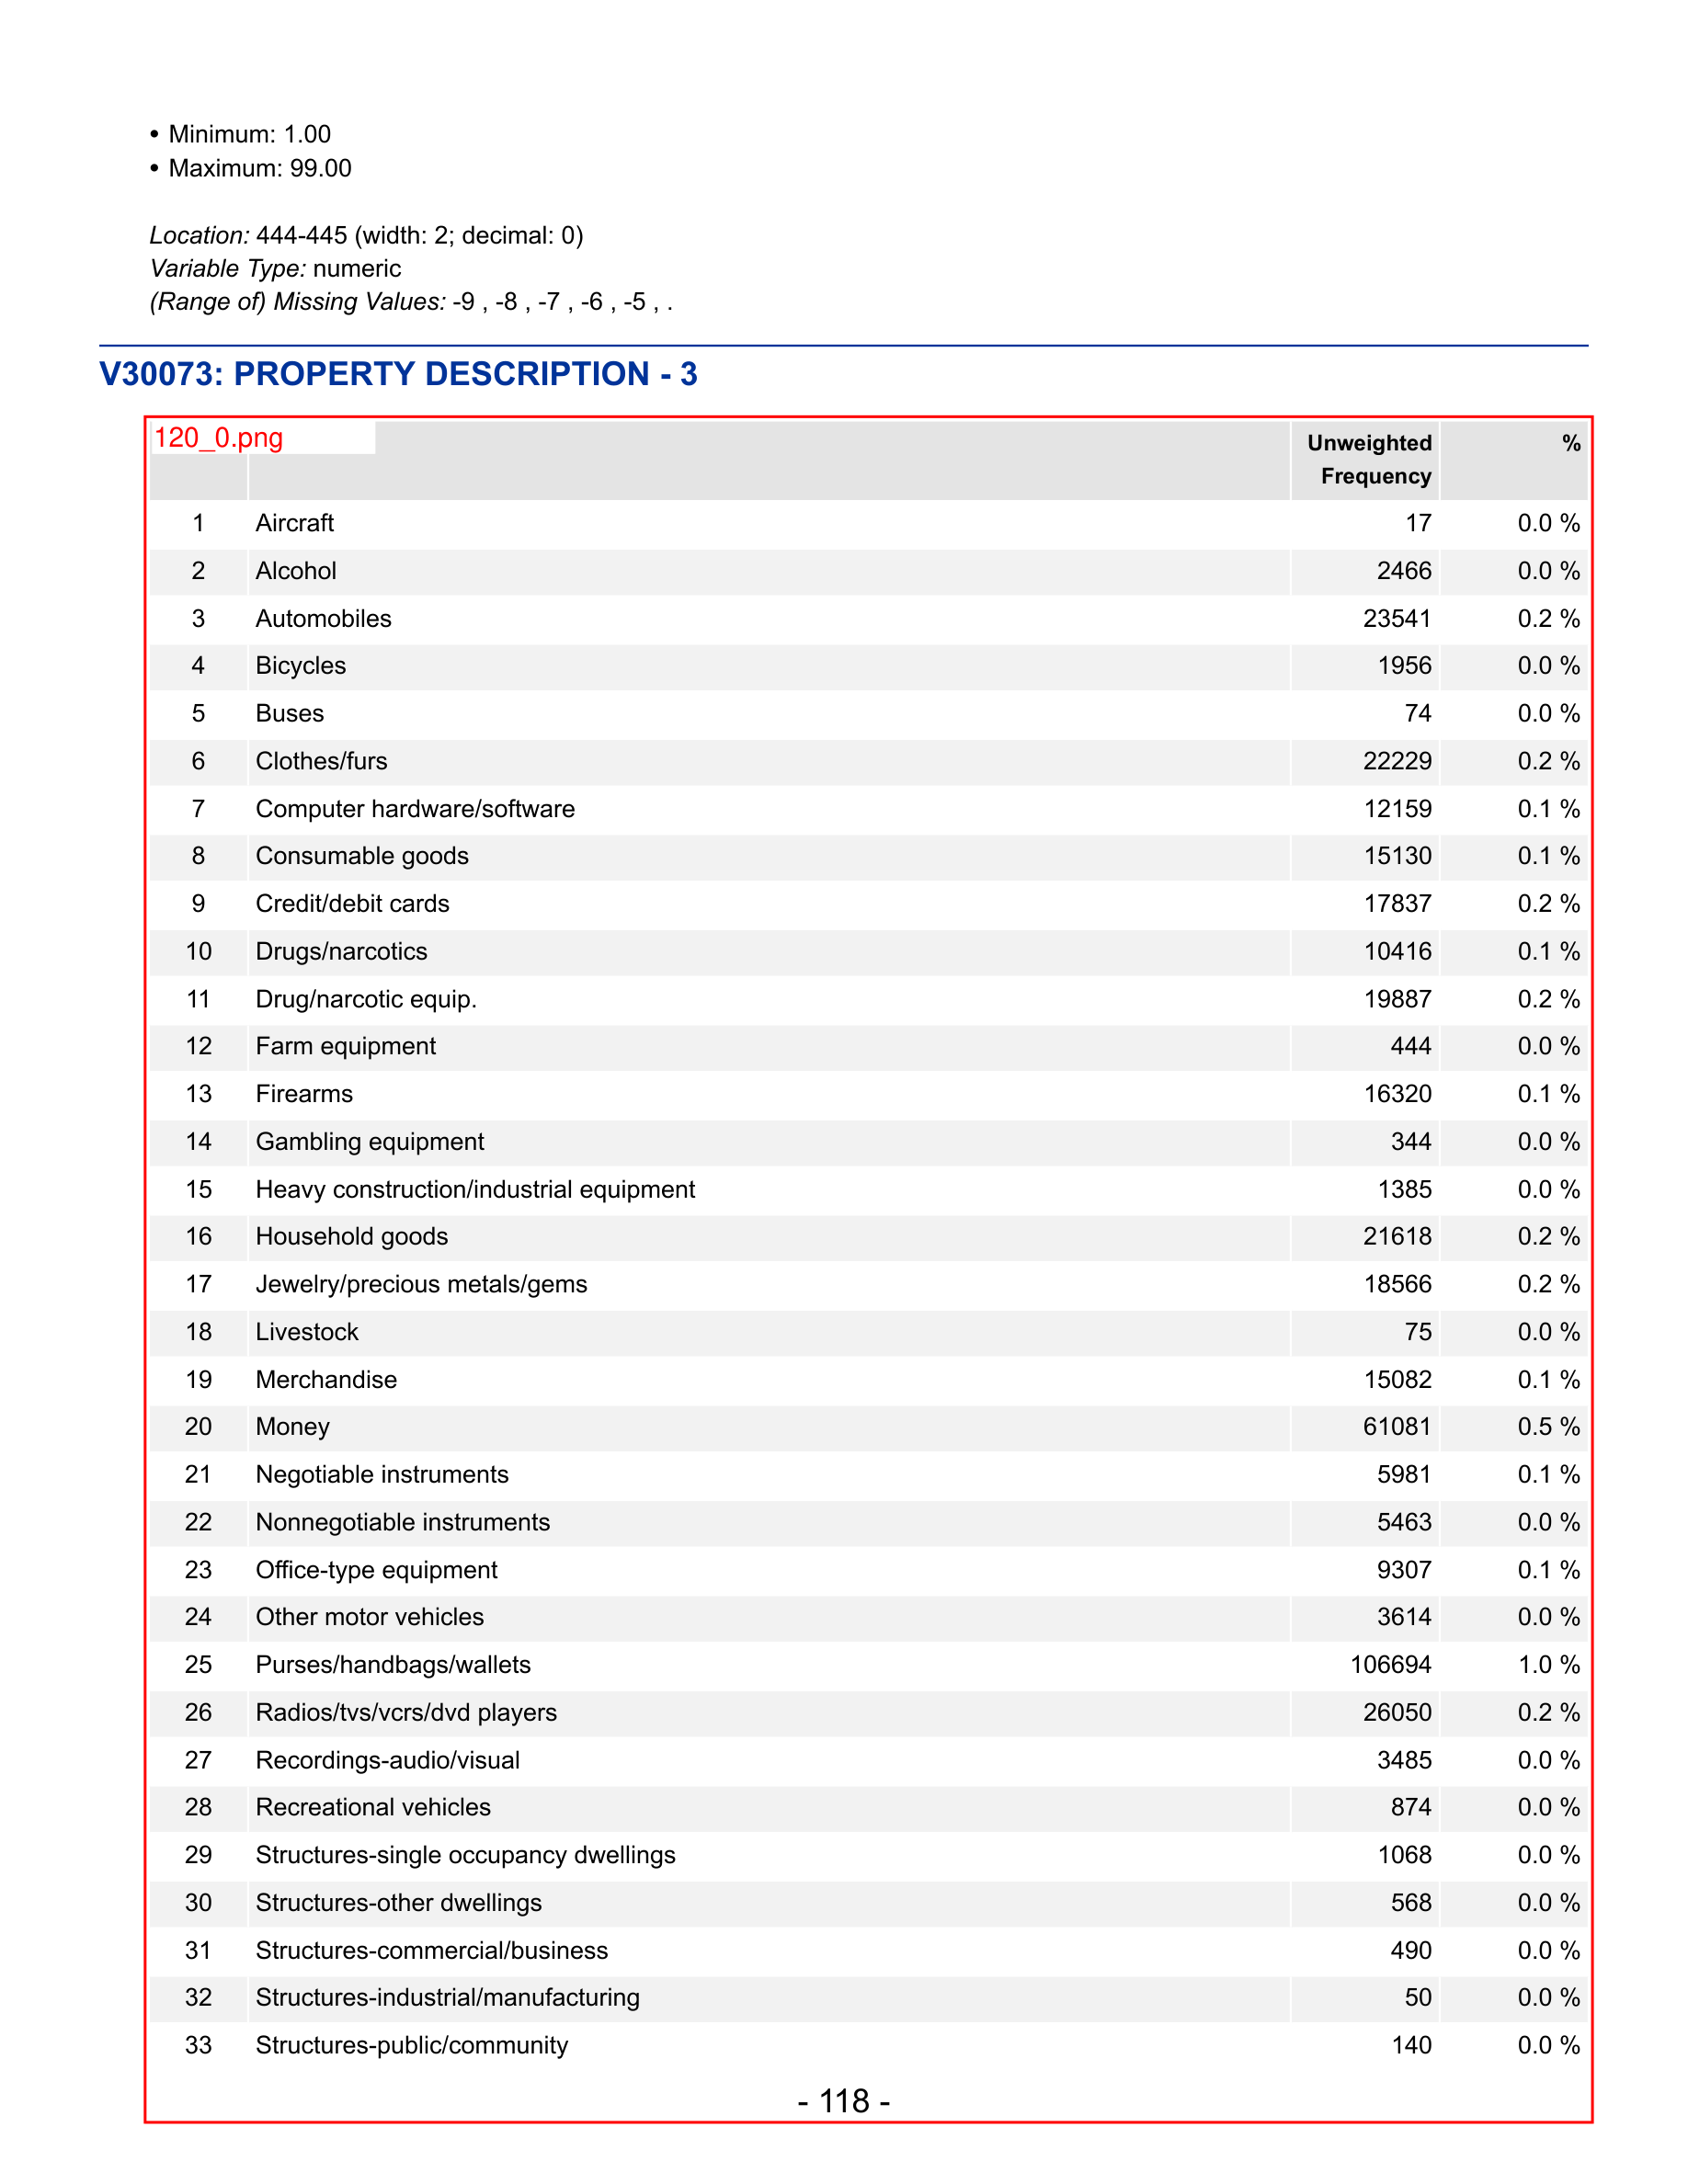 • Minimum: 1.00
• Maximum: 99.00
Location: 444-445 (width: 2; decimal: 0)
Variable Type: numeric
(Range of) Missing Values: -9 , -8 , -7 , -6 , -5 , .
V30073: PROPERTY DESCRIPTION - 3
120_0.png
Unweighted Frequency %
1 Aircraft 17 0.0 %
2 Alcohol 2466 0.0 %
3 Automobiles 23541 0.2 %
4 Bicycles 1956 0.0 %
5 Buses 74 0.0 %
6 Clothes/furs 22229 0.2 %
7 Computer hardware/software 12159 0.1 %
8 Consumable goods 15130 0.1 %
9 Credit/debit cards 17837 0.2 %
10 Drugs/narcotics 10416 0.1 %
11 Drug/narcotic equip. 19887 0.2 %
12 Farm equipment 444 0.0 %
13 Firearms 16320 0.1 %
14 Gambling equipment 344 0.0 %
15 Heavy construction/industrial equipment 1385 0.0 %
16 Household goods 21618 0.2 %
17 Jewelry/precious metals/gems 18566 0.2 %
18 Livestock 75 0.0 %
19 Merchandise 15082 0.1 %
20 Money 61081 0.5 %
21 Negotiable instruments 5981 0.1 %
22 Nonnegotiable instruments 5463 0.0 %
23 Office-type equipment 9307 0.1 %
24 Other motor vehicles 3614 0.0 %
25 Purses/handbags/wallets 106694 1.0 %
26 Radios/tvs/vcrs/dvd players 26050 0.2 %
27 Recordings-audio/visual 3485 0.0 %
28 Recreational vehicles 874 0.0 %
29 Structures-single occupancy dwellings 1068 0.0 %
30 Structures-other dwellings 568 0.0 %
31 Structures-commercial/business 490 0.0 %
32 Structures-industrial/manufacturing 50 0.0 %
33 Structures-public/community 140 0.0 %
- 118 -